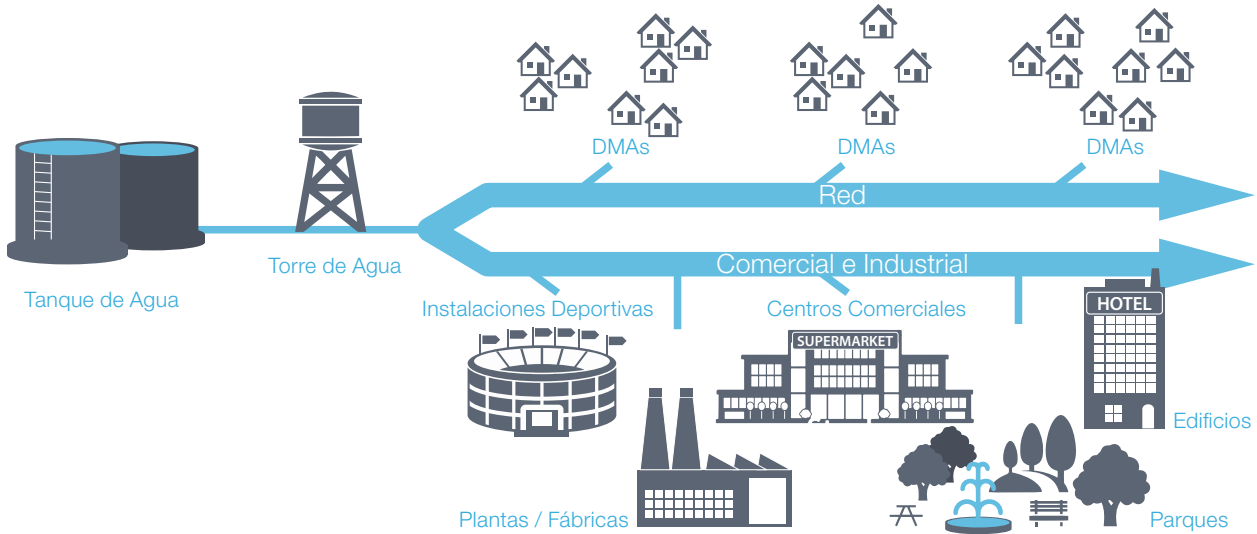 DMAs
DMAs
DMAs
Red
Torre de Agua
Comercial e Industrial
Tanque de Agua
Instalaciones Deportivas
Centros Comerciales
HOTEL
SUPERMARKET
Edificios
Plantas / Fábricas
Parques